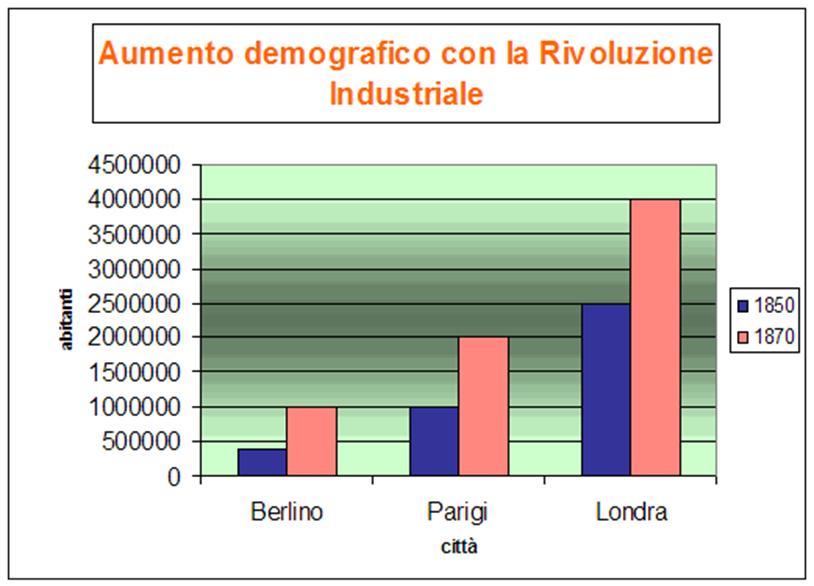 Aumento demografico con la Rivoluzione
Industriale
4500000
4000000
3500000
3000000
2500000
2000000
1500000
1000000
500000
0
abitanti
Berlino Parigi Londra
città
1850
1870